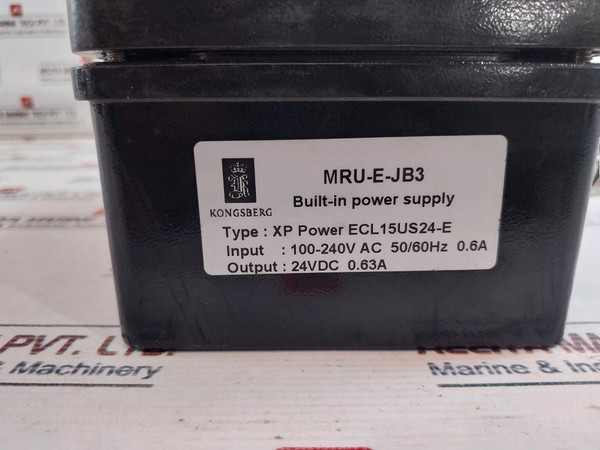 MRU-E-JB3
Built-in power supply
KONGSBERG
Type : XP Power ECL15US24-E
Input : 100-240V AC 50/60Hz 0.6A
Output : 24VDC 0.63A
PVT. LTD.
& Machinery
Marine & Ind